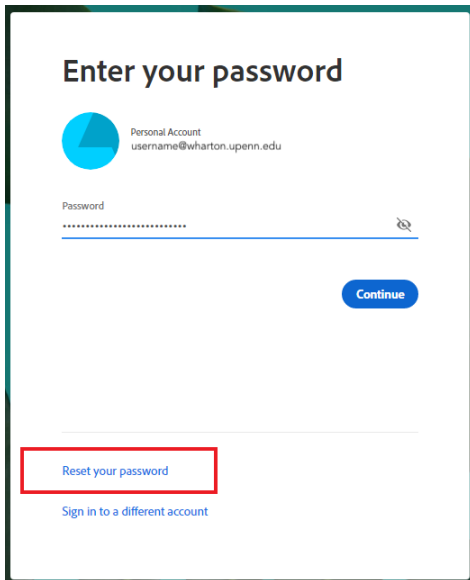 Enter your password
Personal Account
username@wharton.upenn.edu
Password
•••••••••••••••••••••••••••
Continue
Reset your password
Sign in to a different account